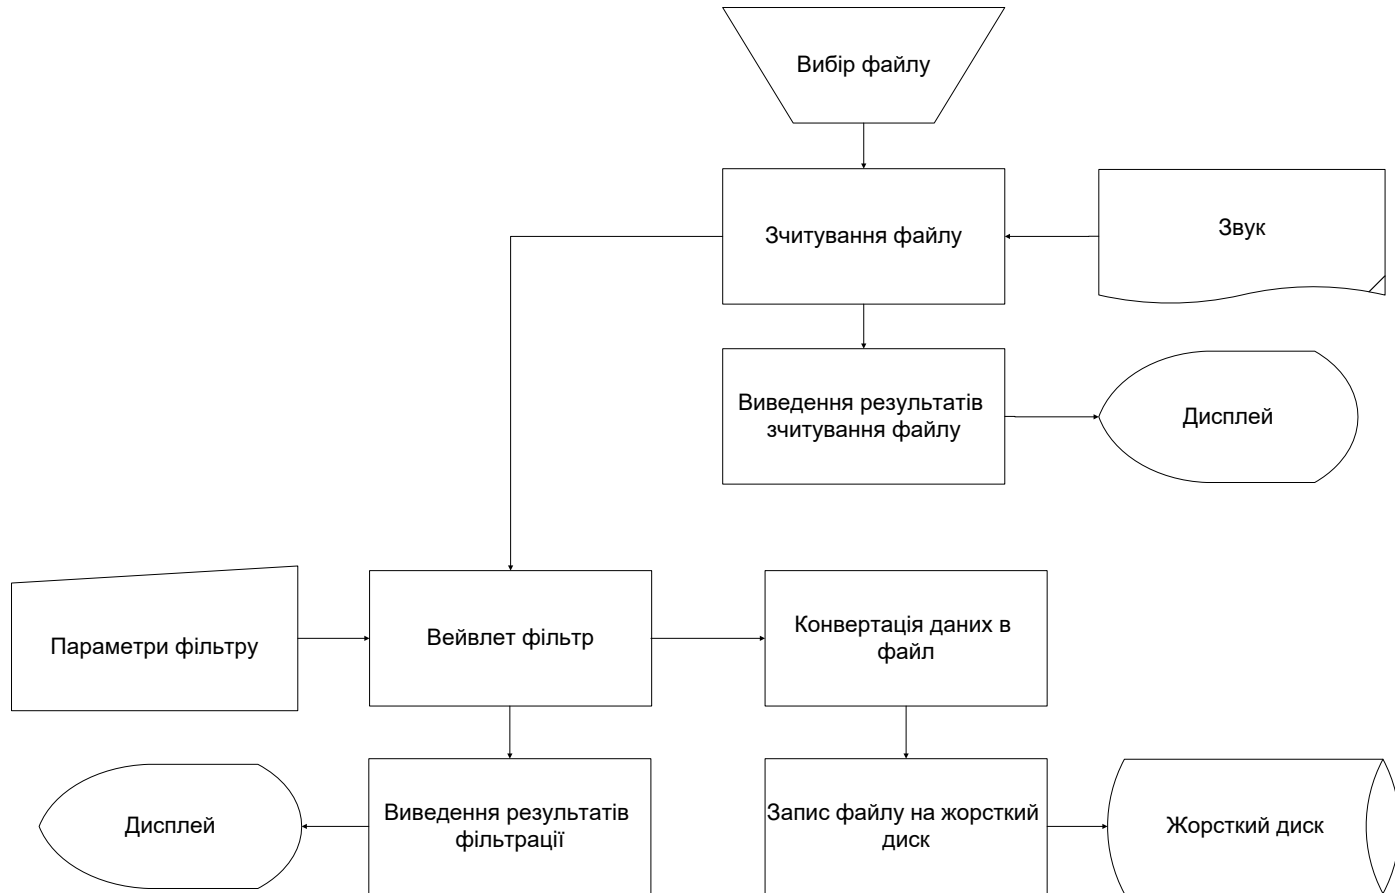 Вибір файлу
Зчитування файлу
Звук
Виведення результатів
зчитування файлу
Дисплей
Параметри фільтру
Вейвлет фільтр
Конвертація даних в
файл
Дисплей
Виведення результатів
фільтрації
Запис файлу на жорсткий
диск
Жорсткий диск